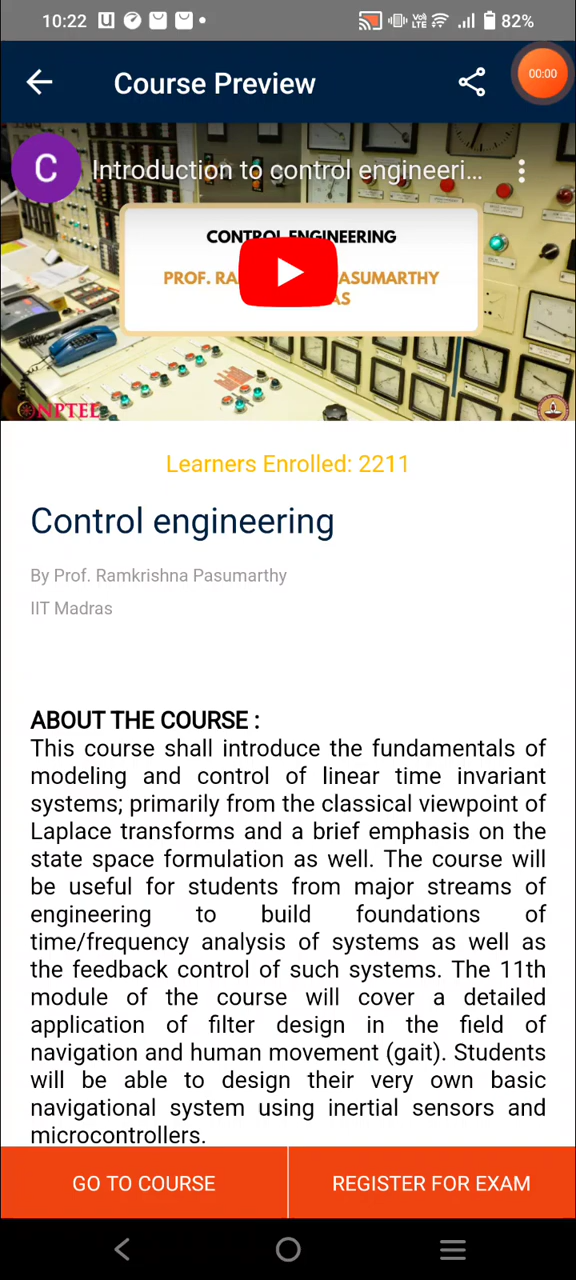 10:22
VoI
LTE
82%
Course Preview
00:00
C
Introduction to control engineeri...
CONTROL ENGINEERING
PROF. RA ASUMARTHY
AS
NPTEL
Learners Enrolled: 2211
Control engineering
By Prof. Ramkrishna Pasumarthy
IIT Madras
ABOUT THE COURSE :
This course shall introduce the fundamentals of
modeling and control of linear time invariant
systems; primarily from the classical viewpoint of
Laplace transforms and a brief emphasis on the
state space formulation as well. The course will
be useful for students from major streams of
engineering to build foundations of
time/frequency analysis of systems as well as
the feedback control of such systems. The 11th
module of the course will cover a detailed
application of filter design in the field of
navigation and human movement (gait). Students
will be able to design their very own basic
navigational system using inertial sensors and
microcontrollers.
GO TO COURSE
REGISTER FOR EXAM